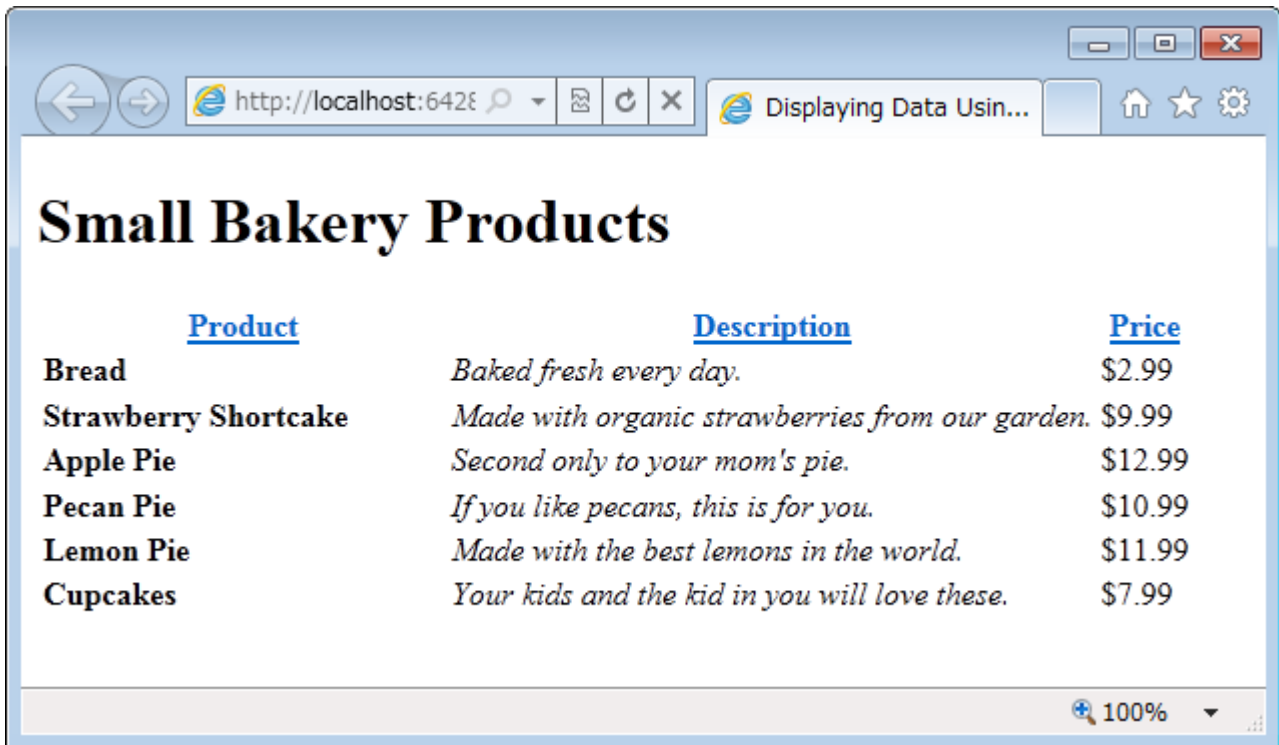 http://localhost:6428
Displaying Data Usin...
Small Bakery Products
Product Description Price
Bread Baked fresh every day. $2.99
Strawberry Shortcake Made with organic strawberries from our garden. $9.99
Apple Pie Second only to your mom's pie. $12.99
Pecan Pie If you like pecans, this is for you. $10.99
Lemon Pie Made with the best lemons in the world. $11.99
Cupcakes Your kids and the kid in you will love these. $7.99
100%